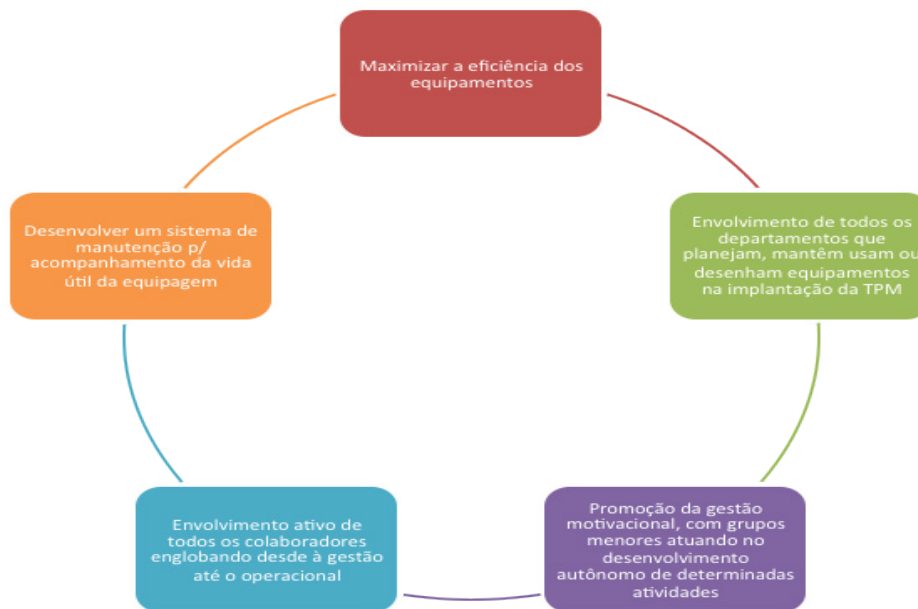 Maximizar a eficiência dos
equipamentos
Envolvimento de todos os
departamentos que
planejam, mantêm usam ou
desenham equipamentos
na implantação da TPM
Promoção da gestão
motivacional, com grupos
menores atuando no
desenvolvimento
autônomo de determinadas
atividades
Envolvimento ativo de
todos os colaboradores
englobando desde à gestão
até o operacional
Desenvolver um sistema de
manutenção p/
acompanhamento da vida
útil da equipagem